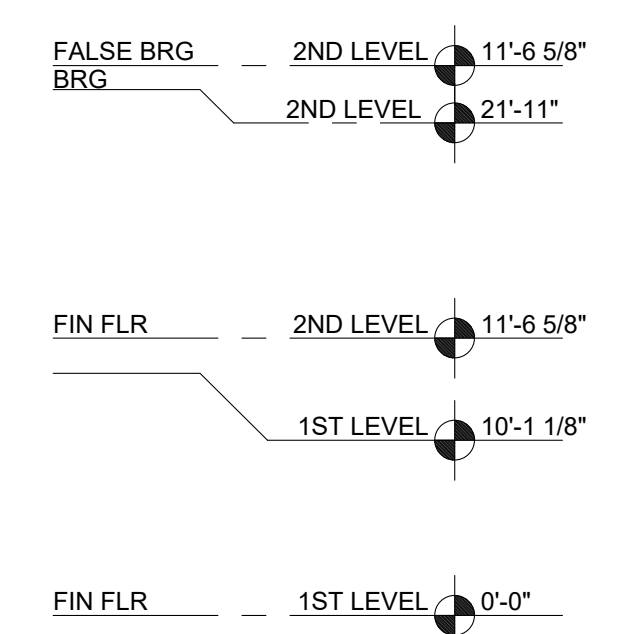 FALSE BRG 2ND LEVEL 11'-6 5/8"
BRG
2ND LEVEL 21'-11"
FIN FLR 2ND LEVEL 11'-6 5/8"
1ST LEVEL 10'-1 1/8"
FIN FLR 1ST LEVEL 0'-0"